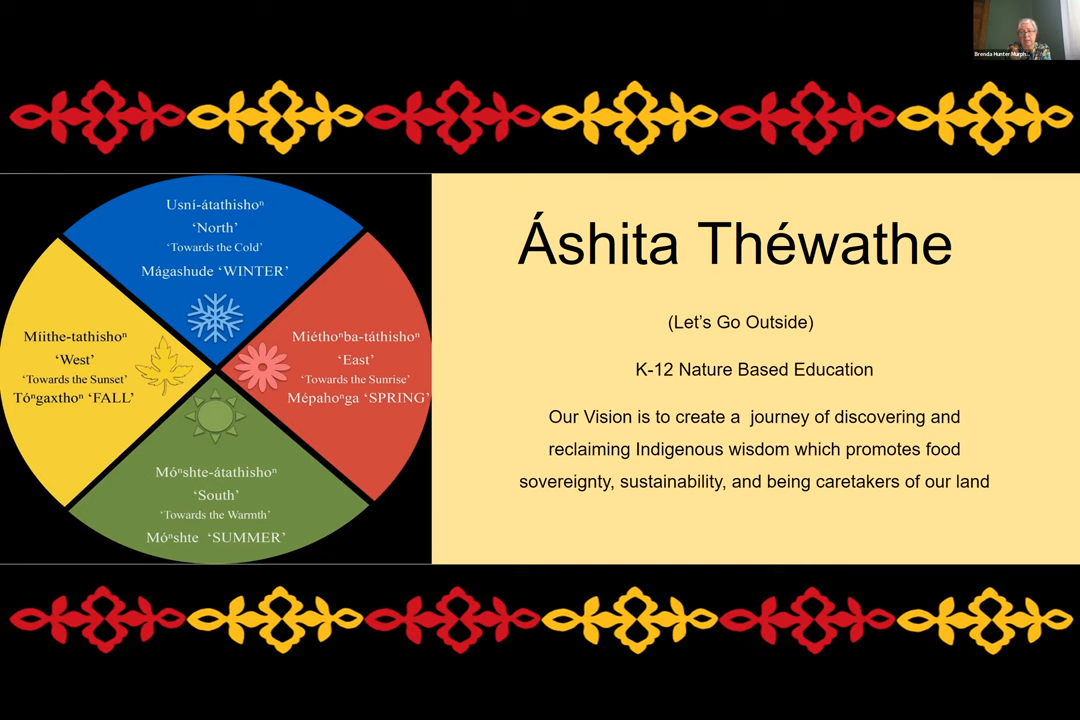 Brenda Hunter Murph...
Usní-átathishoⁿ
‘North’
‘Towards the Cold’
Mágashude ‘WINTER’
Míithe-tathishoⁿ
‘West’
‘Towards the Sunset’
Tóⁿgaxthoⁿ ‘FALL’
Miéthoⁿba-táthishoⁿ
‘East’
‘Towards the Sunrise’
Mépahoⁿga ‘SPRING’
Móⁿshte-átathishoⁿ
‘South’
‘Towards the Warmth’
Móⁿshte ‘SUMMER’
Áshita Théwathe
(Let’s Go Outside)
K-12 Nature Based Education
Our Vision is to create a journey of discovering and
reclaiming Indigenous wisdom which promotes food
sovereignty, sustainability, and being caretakers of our land